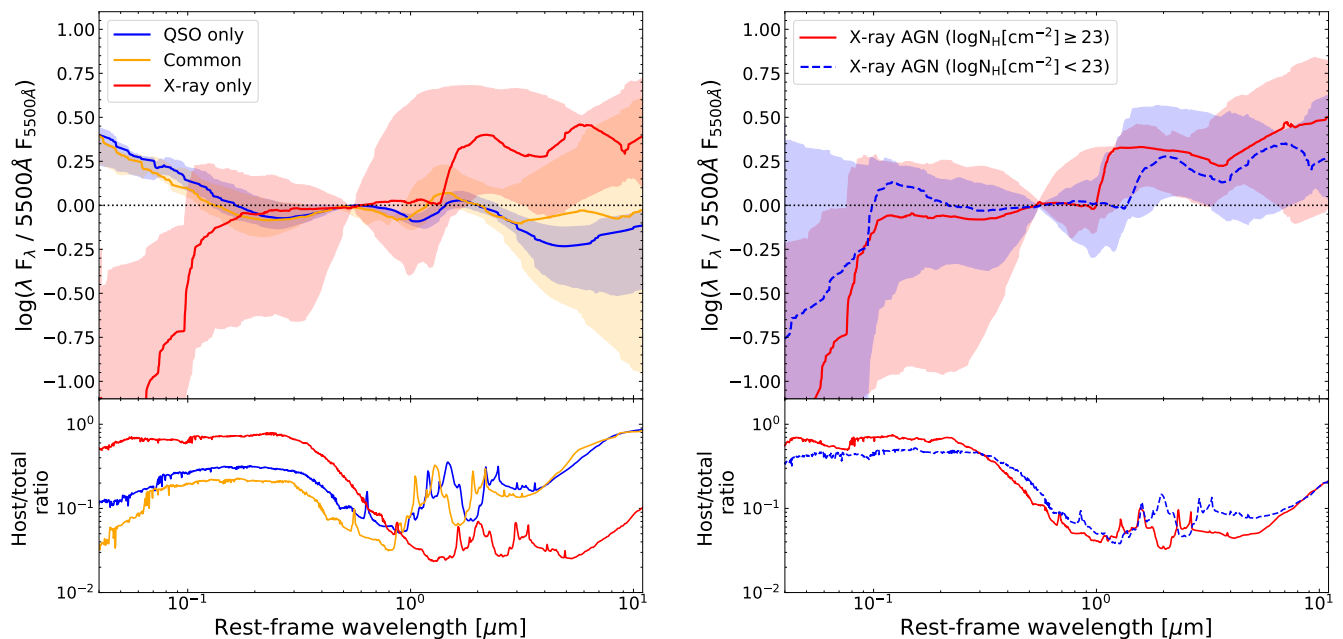 QSO only
Common
X-ray only
1.00
0.75
0.50
0.25
0.00
−0.25
−0.50
−0.75
−1.00
log(λ F_λ / 5500Å F_5500Å)
10^0
10^−1
10^−2
Host/total
ratio
10^−1
10^0
10^1
Rest-frame wavelength [μm]
X-ray AGN (logN_H[cm^−2] ≥ 23)
X-ray AGN (logN_H[cm^−2] < 23)
1.00
0.75
0.50
0.25
0.00
−0.25
−0.50
−0.75
−1.00
log(λ F_λ / 5500Å F_5500Å)
10^0
10^−1
10^−2
Host/total
ratio
10^−1
10^0
10^1
Rest-frame wavelength [μm]